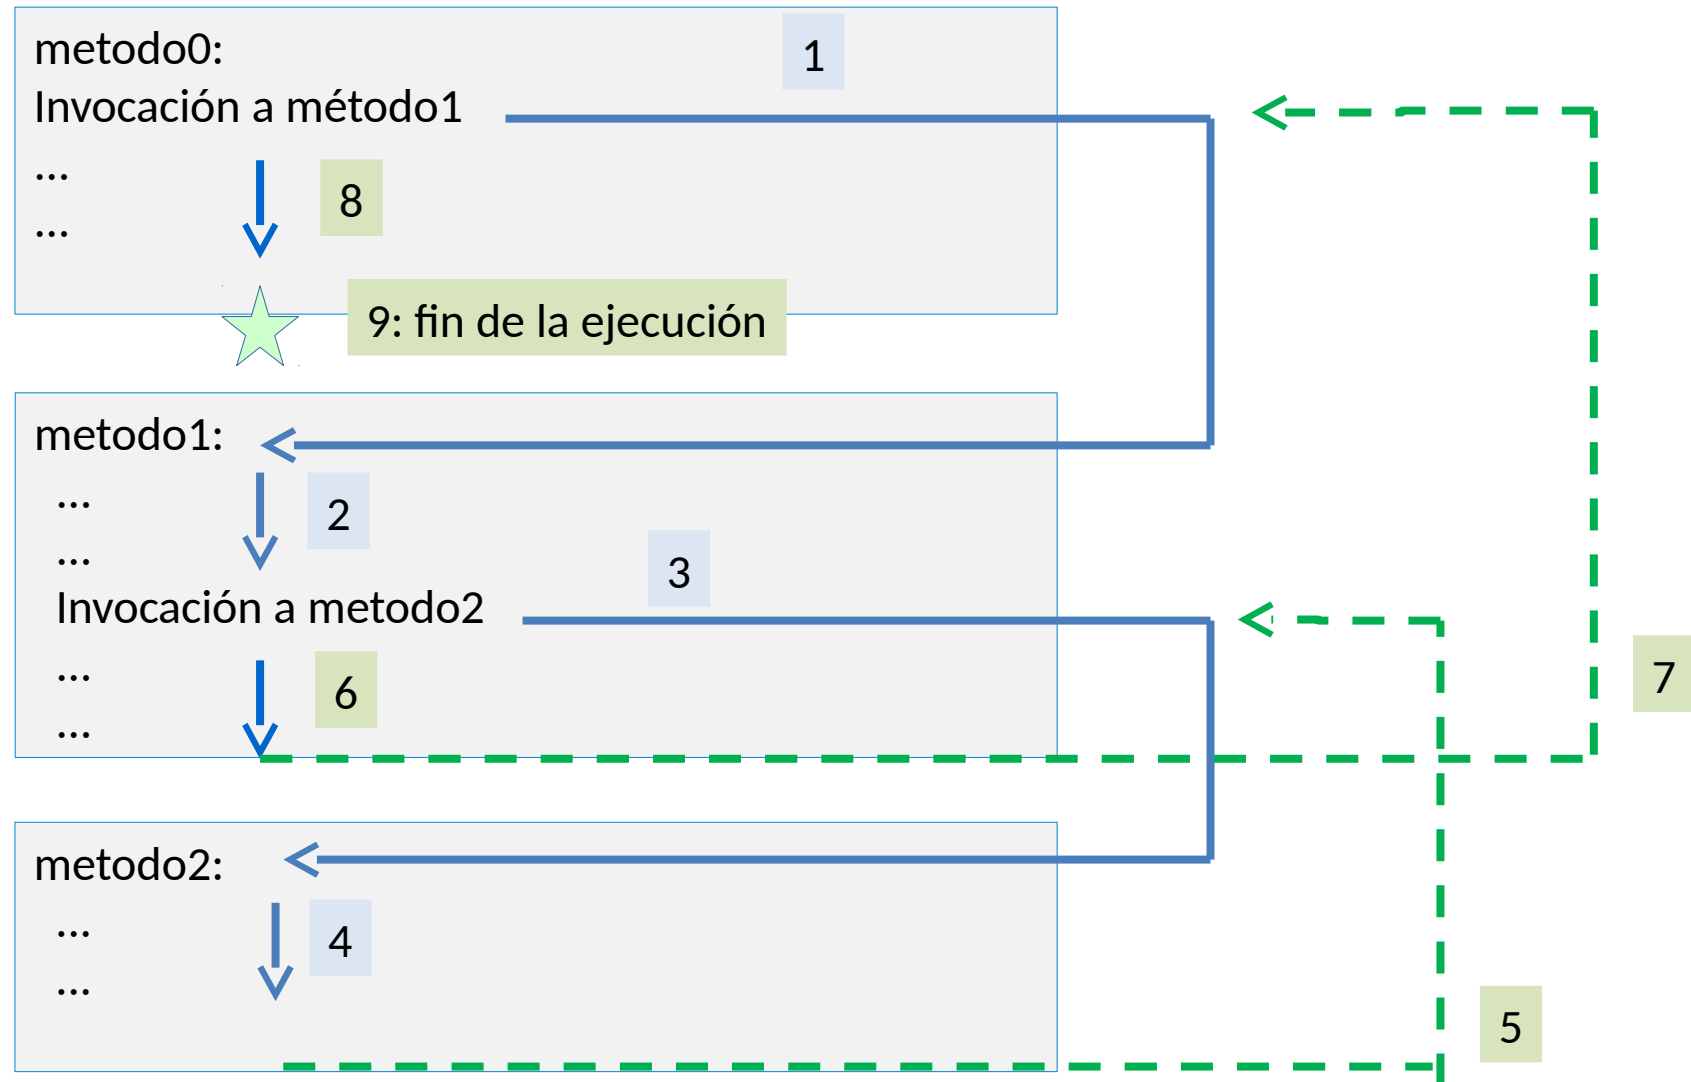 metodo0:
1
Invocación a método1
...
8
...
9: fin de la ejecución
metodo1:
...
2
...
3
Invocación a metodo2
...
6
7
...
metodo2:
...
4
...
5